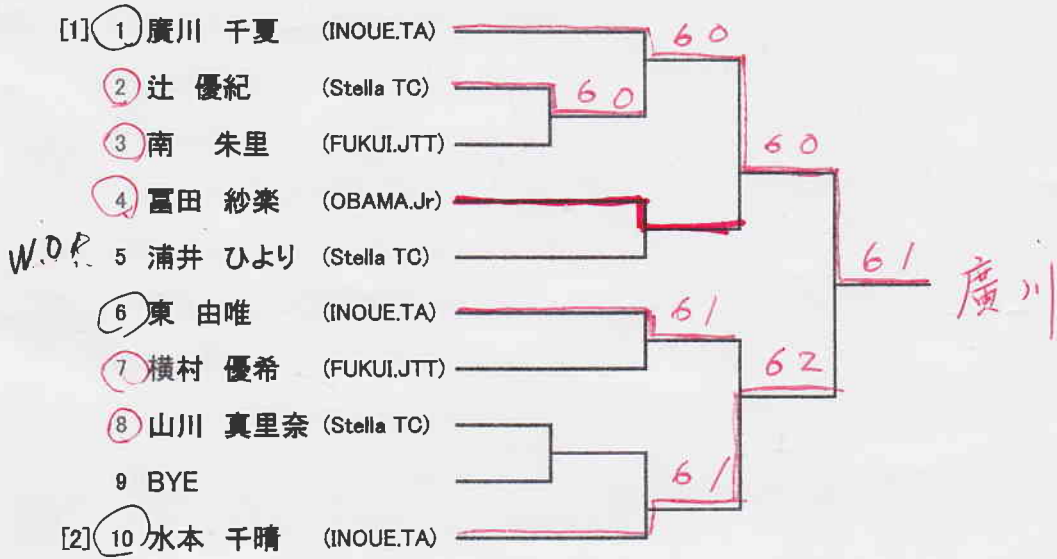 [1] 1 廣川 千夏 (INOUE.TA) 60
2 辻 優紀 (Stella TC) 60
3 南 朱里 (FUKUI.JTT) 60
4 冨田 紗楽 (OBAMA.Jr)
W.O.P. 5 浦井 ひより (Stella TC) 61 廣川
6 東 由唯 (INOUE.TA) 61
7 横村 優希 (FUKUI.JTT) 62
8 山川 真里奈 (Stella TC)
9 BYE 61
[2] 10 水本 千晴 (INOUE.TA)